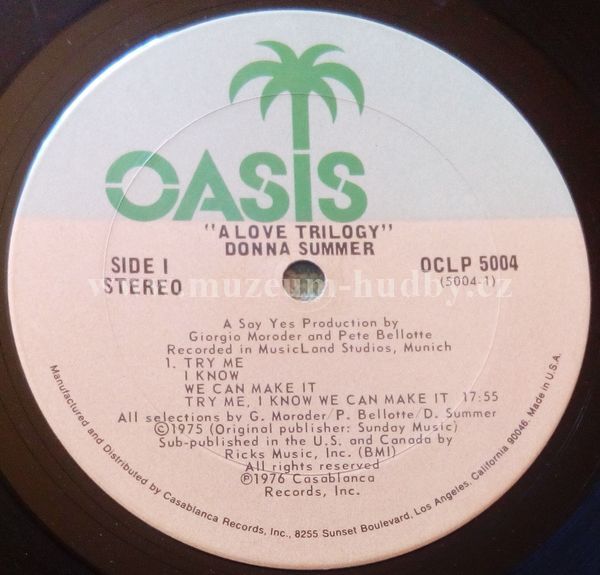 OASIS
"A LOVE TRILOGY"
DONNA SUMMER
SIDE I
STEREO
OCLP 5004
(5004-1)
www.muzeum-hudby.cz
A Say Yes Production by
Giorgio Moroder and Pete Bellotte
Recorded in MusicLand Studios, Munich
1. TRY ME
I KNOW
WE CAN MAKE IT
TRY ME, I KNOW WE CAN MAKE IT 17:55
All selections by G. Moroder/P. Bellotte/D. Summer
©1975 (Original publisher: Sunday Music)
Sub-published in the U.S. and Canada by
Ricks Music, Inc. (BMI)
All rights reserved
℗1976 Casablanca
Records, Inc.
Manufactured and Distributed by Casablanca Records, Inc., 8255 Sunset Boulevard, Los Angeles, California 90046. Made in U.S.A.